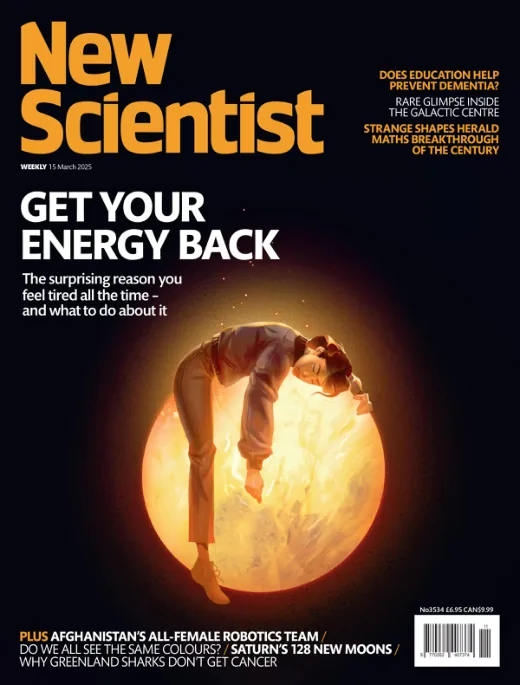 New
Scientist
WEEKLY 15 March 2025
DOES EDUCATION HELP
PREVENT DEMENTIA?
RARE GLIMPSE INSIDE
THE GALACTIC CENTRE
STRANGE SHAPES HERALD
MATHS BREAKTHROUGH
OF THE CENTURY
GET YOUR
ENERGY BACK
The surprising reason you
feel tired all the time –
and what to do about it
No3534 £6.95 CAN$9.99
PLUS AFGHANISTAN'S ALL-FEMALE ROBOTICS TEAM /
DO WE ALL SEE THE SAME COLOURS? / SATURN'S 128 NEW MOONS /
WHY GREENLAND SHARKS DON'T GET CANCER